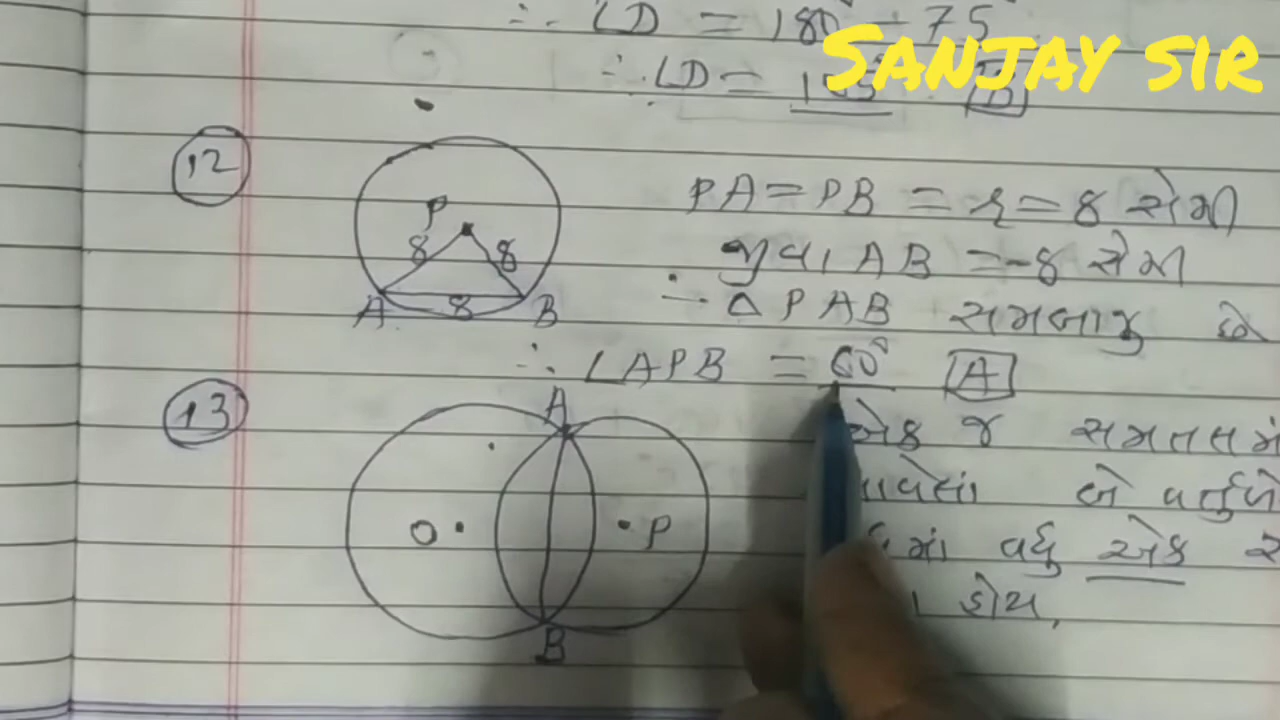 ∴ ∠D = 180° – 75°
SANJAY SIR
∴ ∠D = 105° B
12
P
8 8
A 8 B
PA = PB = r = 8 સેમી
જીવા AB = 8 સેમી
∴ △PAB સમબાજુ છે
∴ ∠APB = 60° A
13
A
O P
B
એક જ સમતલમાં
બે વર્તુળો
વધુ એક
હોય.